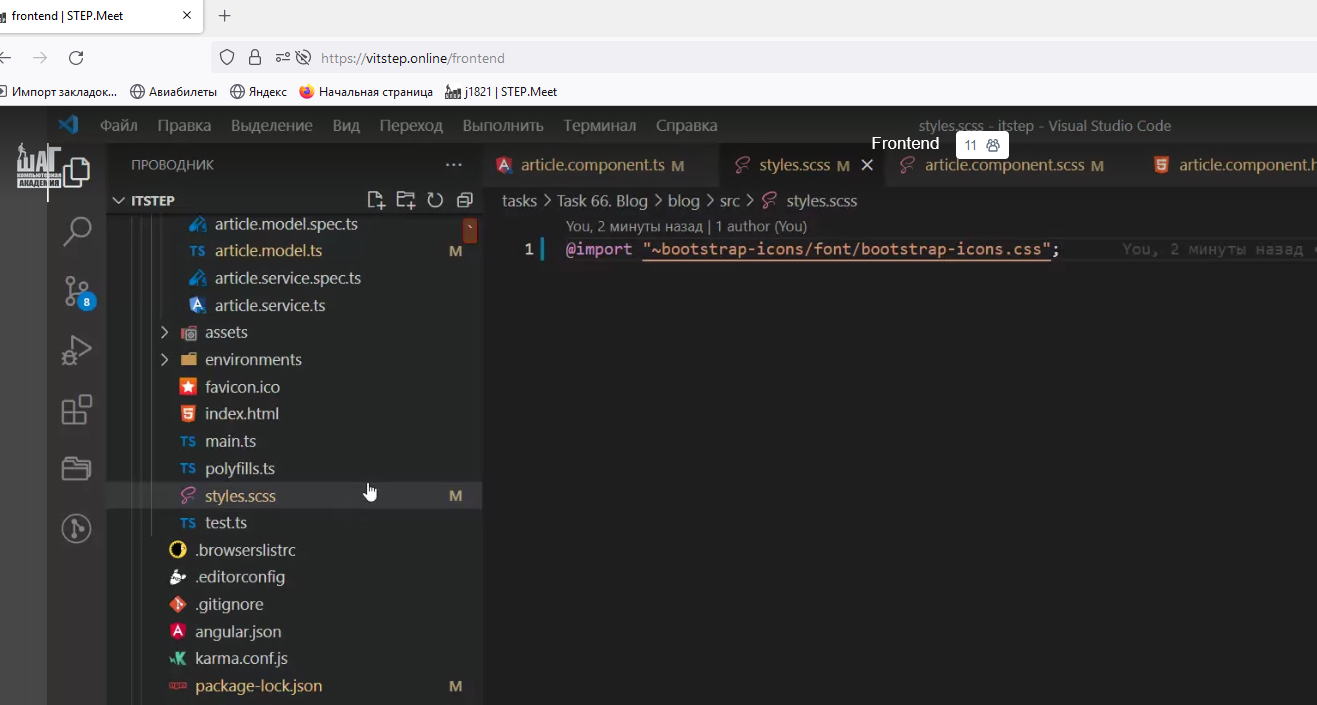 frontend | STEP.Meet
https://vitstep.online/frontend
Импорт закладок... Авиабилеты Яндекс Начальная страница j1821 | STEP.Meet
Файл Правка Выделение Вид Переход Выполнить Терминал Справка styles.scss - itstep - Visual Studio Code
Frontend 11
ШАГ
КОМПЬЮТЕРНАЯ
АКАДЕМИЯ
ПРОВОДНИК ...
article.component.ts M styles.scss M article.component.scss M article.component.h
ITSTEP
tasks > Task 66. Blog > blog > src > styles.scss
You, 2 минуты назад | 1 author (You)
1 @import "~bootstrap-icons/font/bootstrap-icons.css"; You, 2 минуты назад
article.model.spec.ts
TS article.model.ts M
article.service.spec.ts
article.service.ts
8
assets
environments
favicon.ico
index.html
TS main.ts
TS polyfills.ts
styles.scss M
TS test.ts
.browserslistrc
.editorconfig
.gitignore
angular.json
karma.conf.js
package-lock.json M